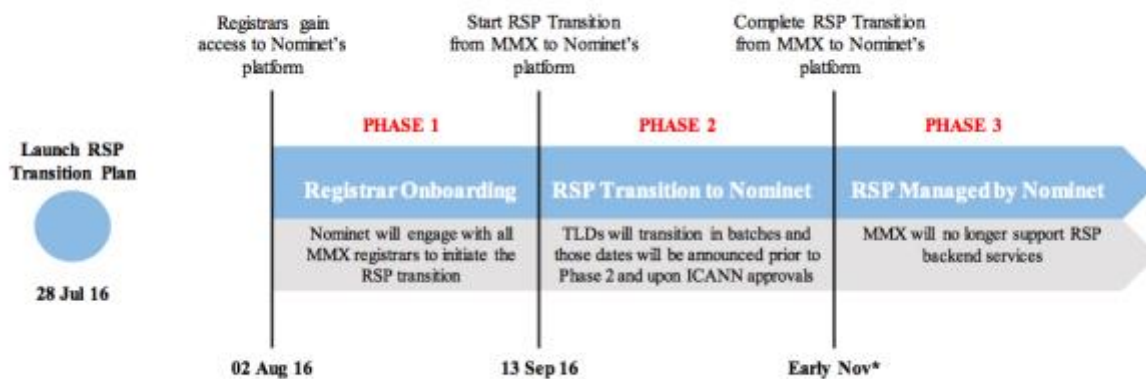 Registrars gain
access to Nominet's
platform
Start RSP Transition
from MMX to Nominet's
platform
Complete RSP Transition
from MMX to Nominet's
platform
Launch RSP
Transition Plan
28 Jul 16
PHASE 1
PHASE 2
PHASE 3
Registrar Onboarding
RSP Transition to Nominet
RSP Managed by Nominet
Nominet will engage with all
MMX registrars to initiate the
RSP transition
TLDs will transition in batches and
those dates will be announced prior to
Phase 2 and upon ICANN approvals
MMX will no longer support RSP
backend services
02 Aug 16
13 Sep 16
Early Nov*